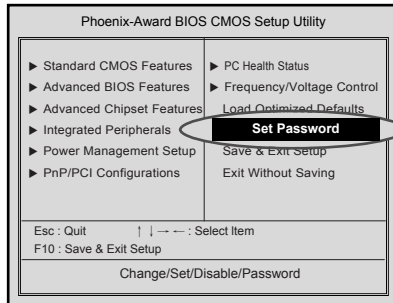 Phoenix-Award BIOS CMOS Setup Utility
▶ Standard CMOS Features
▶ Advanced BIOS Features
▶ Advanced Chipset Features
▶ Integrated Peripherals
▶ Power Management Setup
▶ PnP/PCI Configurations
▶ PC Health Status
▶ Frequency/Voltage Control
Load Optimized Defaults
Set Password
Save & Exit Setup
Exit Without Saving
Esc : Quit ↑ ↓ → ← : Select Item
F10 : Save & Exit Setup
Change/Set/Disable/Password